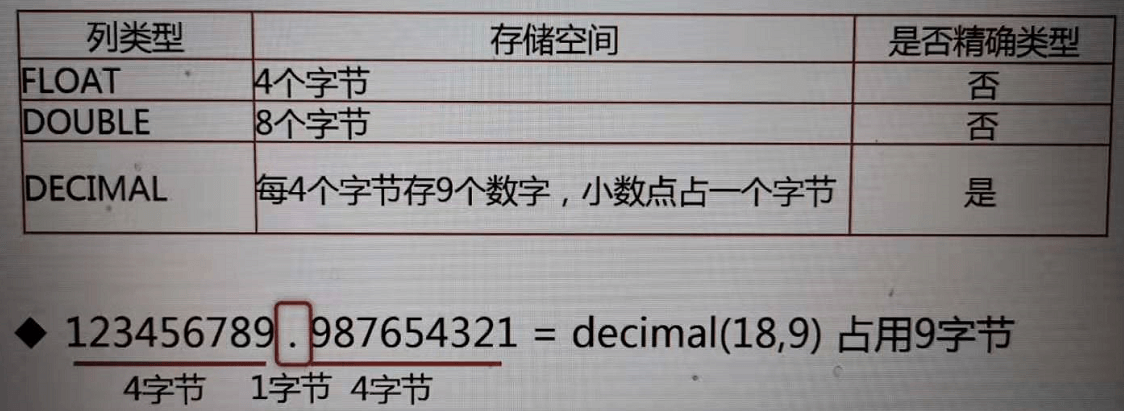 列类型 存储空间 是否精确类型
FLOAT 4个字节 否
DOUBLE 8个字节 否
DECIMAL 每4个字节存9个数字，小数点占一个字节 是
◆ 123456789.987654321 = decimal(18,9) 占用9字节
4字节 1字节 4字节